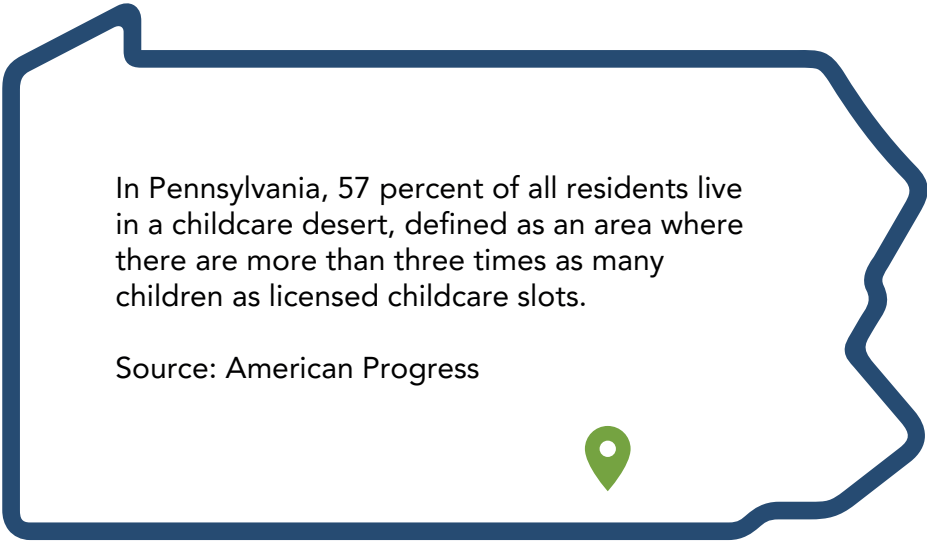 In Pennsylvania, 57 percent of all residents live
in a childcare desert, defined as an area where
there are more than three times as many
children as licensed childcare slots.
Source: American Progress